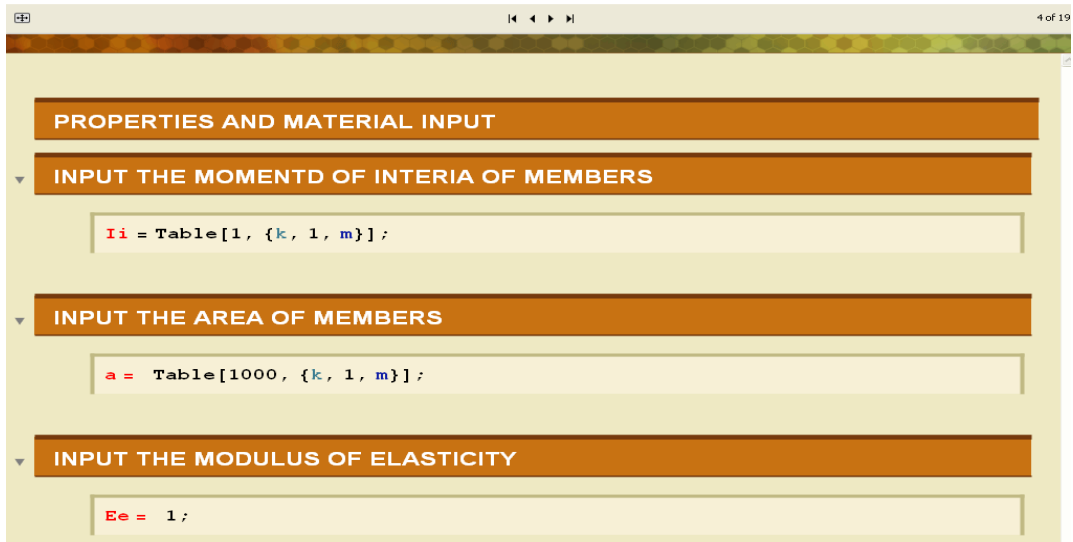 4 of 19
PROPERTIES AND MATERIAL INPUT
INPUT THE MOMENTD OF INTERIA OF MEMBERS
Ii = Table[1, {k, 1, m}];
INPUT THE AREA OF MEMBERS
a = Table[1000, {k, 1, m}];
INPUT THE MODULUS OF ELASTICITY
Ee = 1;